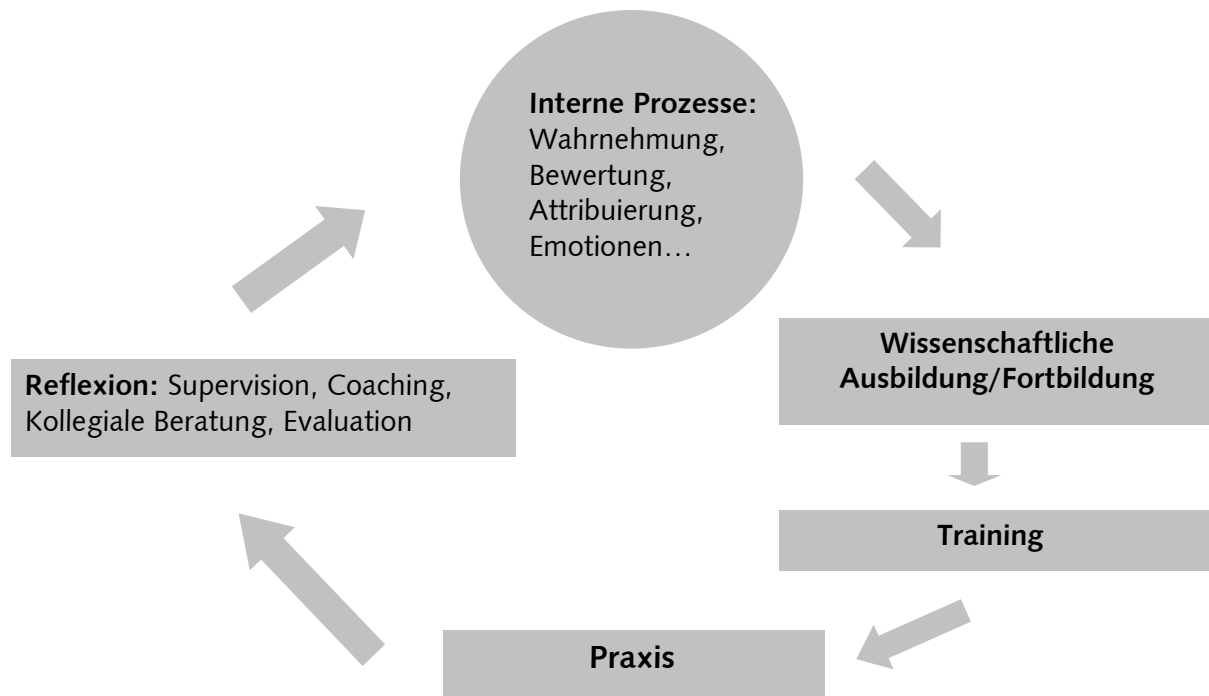 Interne Prozesse:
Wahrnehmung,
Bewertung,
Attribuierung,
Emotionen…
Wissenschaftliche
Ausbildung/Fortbildung
Training
Praxis
Reflexion: Supervision, Coaching,
Kollegiale Beratung, Evaluation